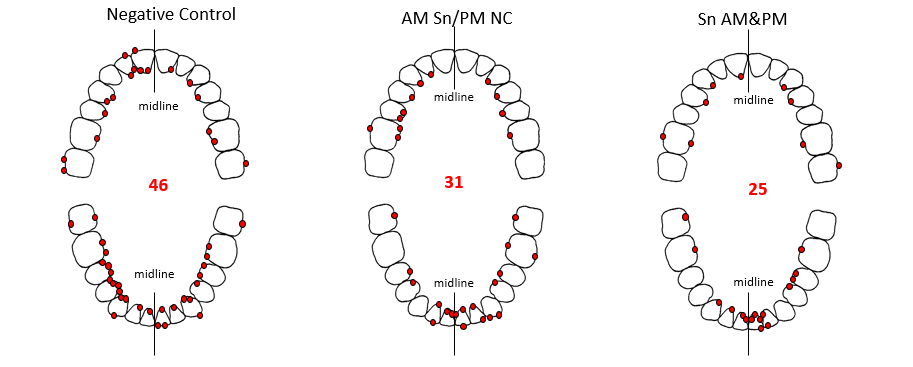 Negative Control
AM Sn/PM NC
Sn AM&PM
midline
midline
midline
46
31
25
midline
midline
midline